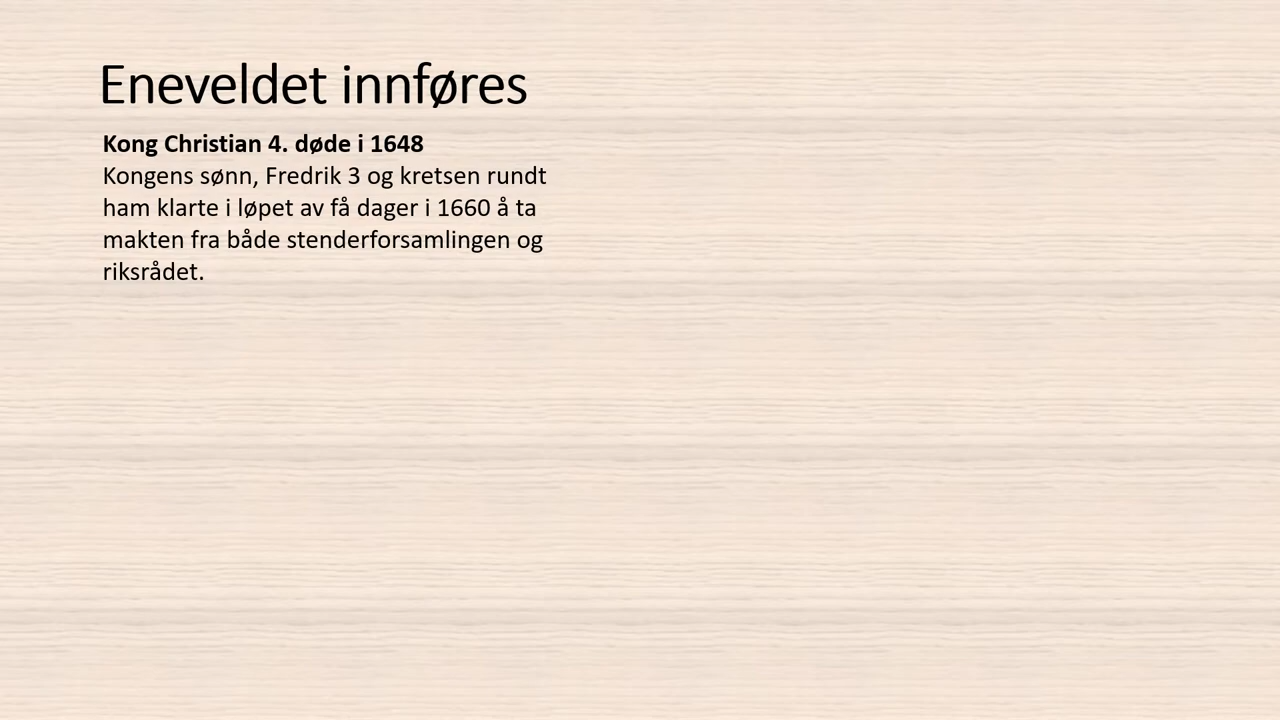 Eneveldet innføres
Kong Christian 4. døde i 1648
Kongens sønn, Fredrik 3 og kretsen rundt
ham klarte i løpet av få dager i 1660 å ta
makten fra både stenderforsamlingen og
riksrådet.